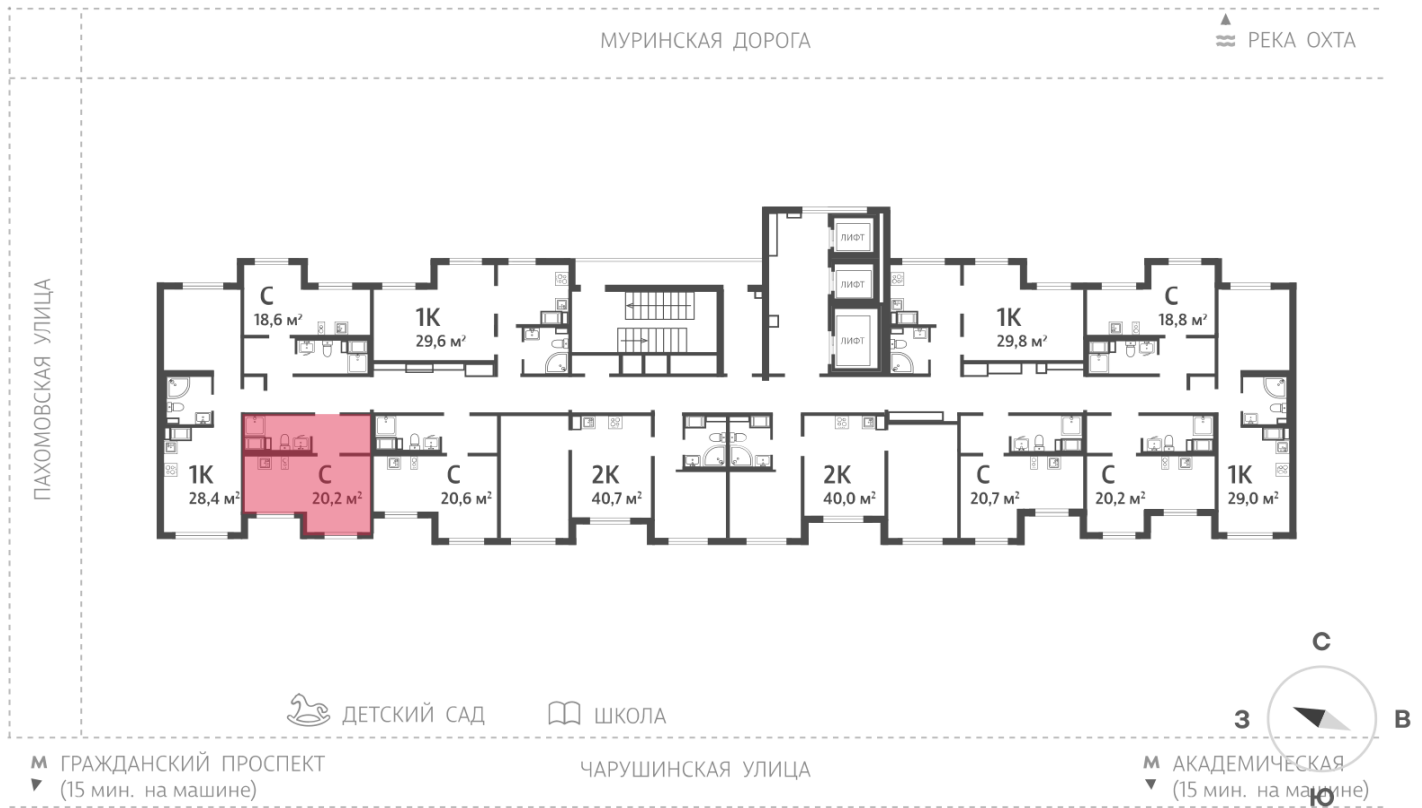 МУРИНСКАЯ ДОРОГА
РЕКА ОХТА
ПАХОМОВСКАЯ УЛИЦА
ЛИФТ
ЛИФТ
ЛИФТ
С
18,6 м²
1К
29,6 м²
1К
29,8 м²
С
18,8 м²
1К
28,4 м²
С
20,2 м²
С
20,6 м²
2К
40,7 м²
2К
40,0 м²
С
20,7 м²
С
20,2 м²
1К
29,0 м²
ДЕТСКИЙ САД
ШКОЛА
С
З
В
Ю
М ГРАЖДАНСКИЙ ПРОСПЕКТ
(15 мин. на машине)
ЧАРУШИНСКАЯ УЛИЦА
М АКАДЕМИЧЕСКАЯ
(15 мин. на машине)